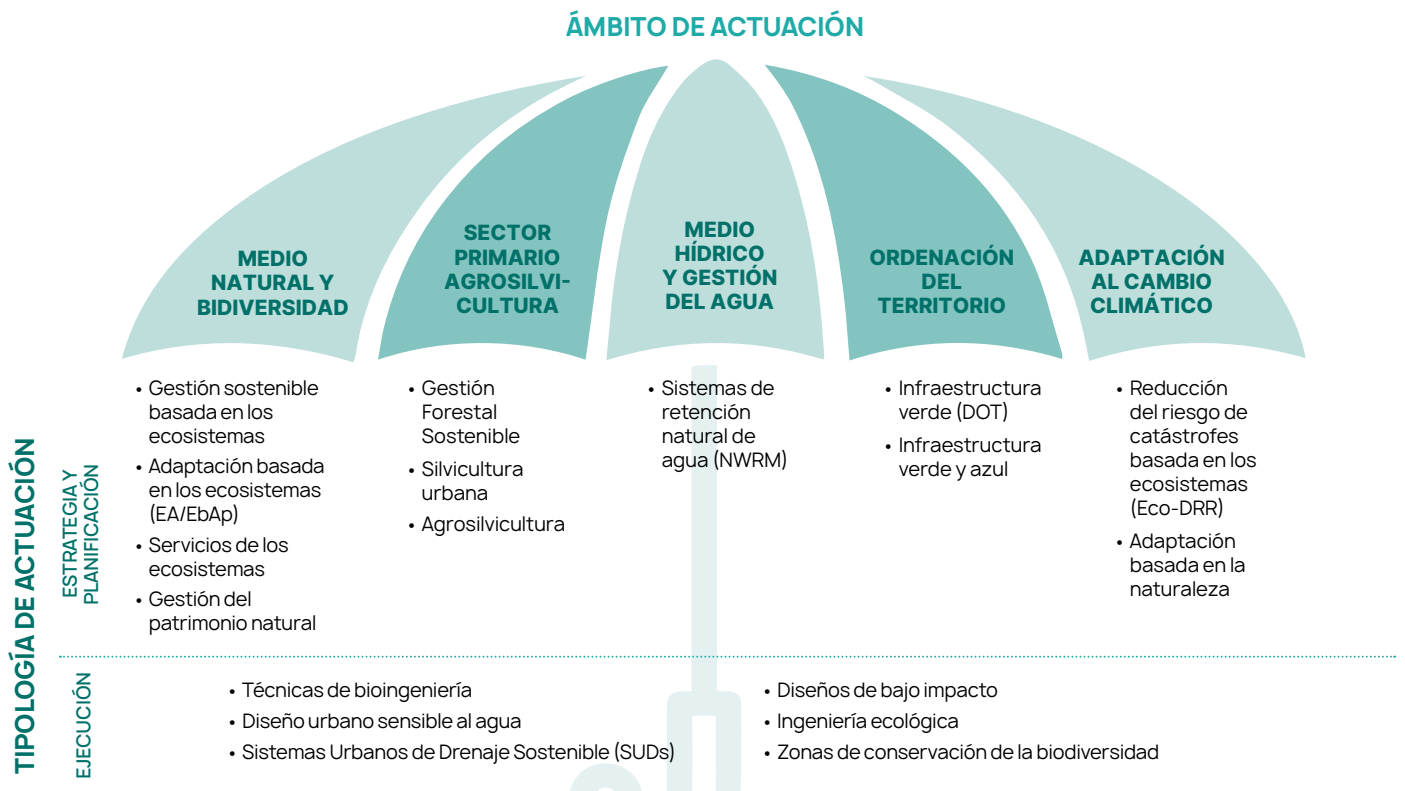 ÁMBITO DE ACTUACIÓN
MEDIO
NATURAL Y
BIDIVERSIDAD
SECTOR
PRIMARIO
AGROSILVI-
CULTURA
MEDIO
HÍDRICO
Y GESTIÓN
DEL AGUA
ORDENACIÓN
DEL
TERRITORIO
ADAPTACIÓN
AL CAMBIO
CLIMÁTICO
TIPOLOGÍA DE ACTUACIÓN
ESTRATEGIA Y
PLANIFICACIÓN
• Gestión sostenible
basada en los
ecosistemas
• Adaptación basada
en los ecosistemas
(EA/EbAp)
• Servicios de los
ecosistemas
• Gestión del
patrimonio natural
• Gestión
Forestal
Sostenible
• Silvicultura
urbana
• Agrosilvicultura
• Sistemas de
retención
natural de
agua (NWRM)
• Infraestructura
verde (DOT)
• Infraestructura
verde y azul
• Reducción
del riesgo de
catástrofes
basada en los
ecosistemas
(Eco-DRR)
• Adaptación
basada en la
naturaleza
EJECUCIÓN
• Técnicas de bioingeniería
• Diseño urbano sensible al agua
• Sistemas Urbanos de Drenaje Sostenible (SUDs)
• Diseños de bajo impacto
• Ingeniería ecológica
• Zonas de conservación de la biodiversidad